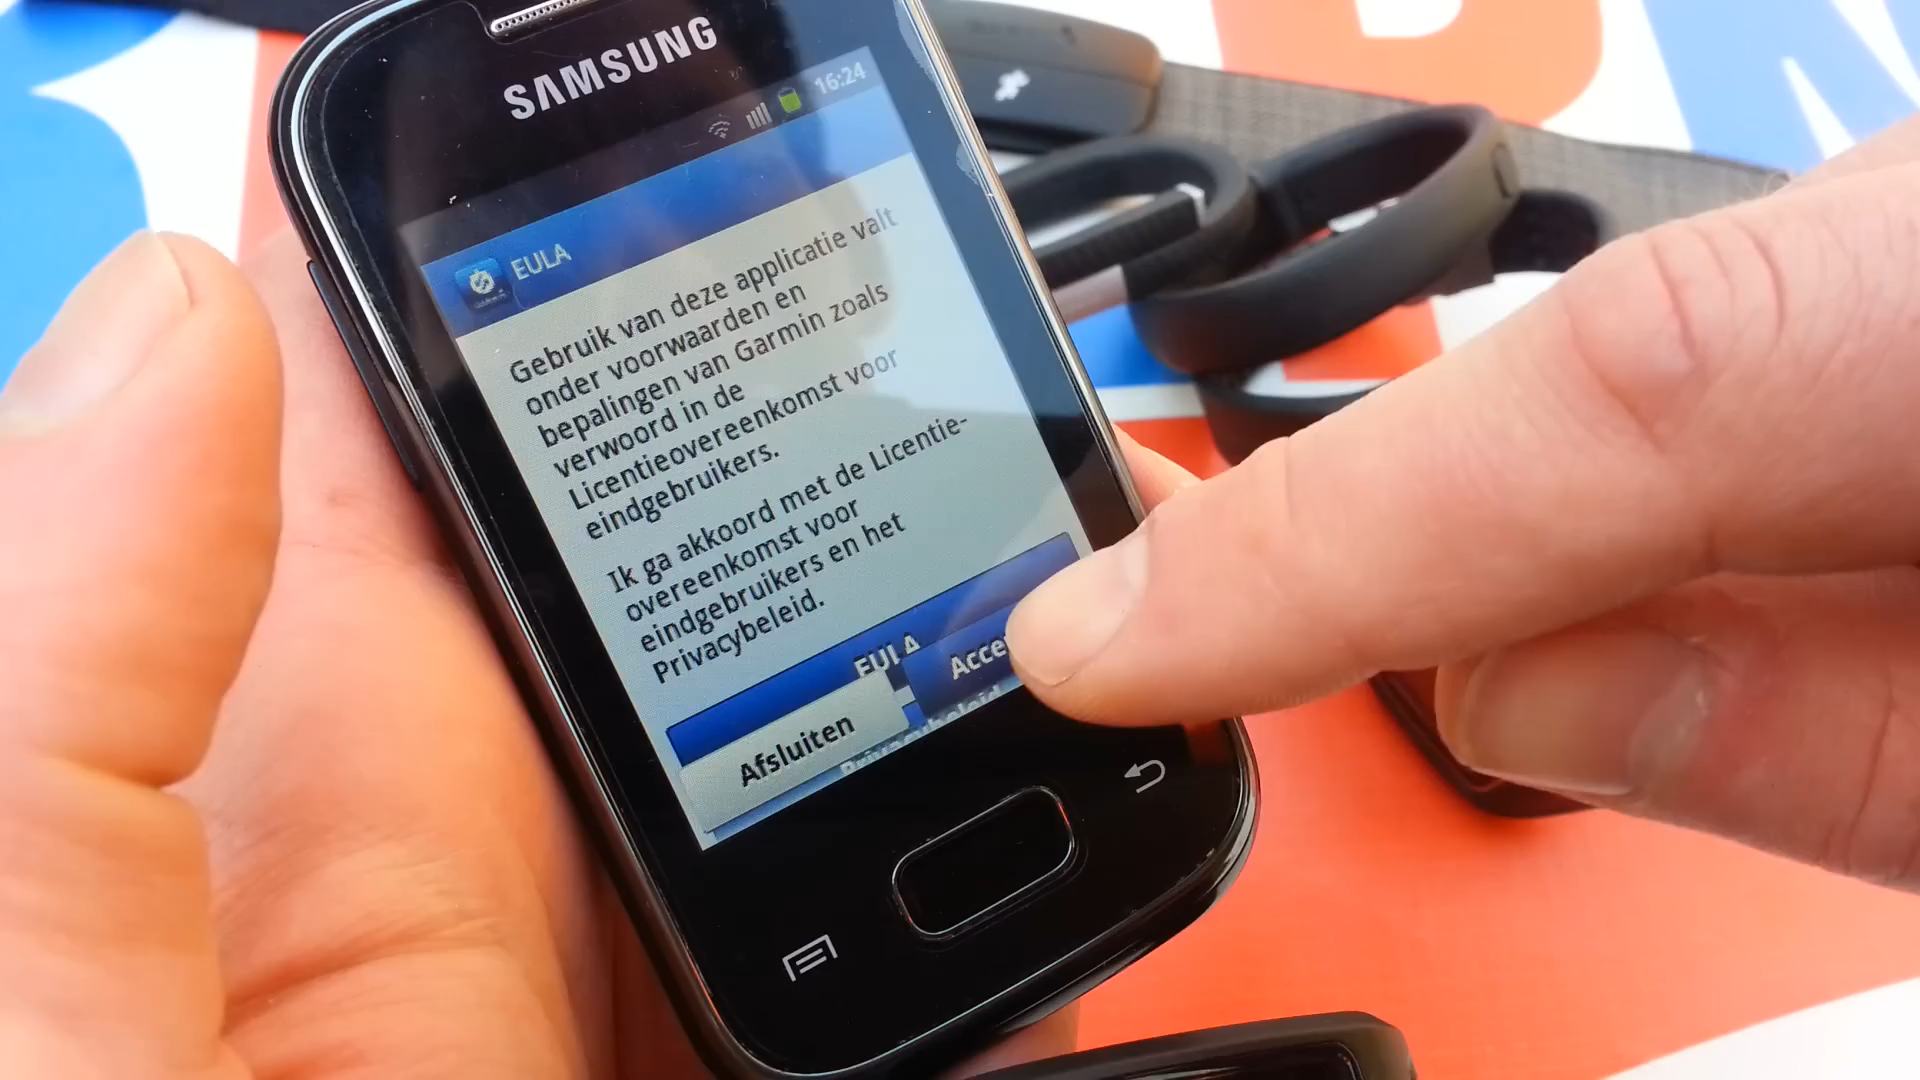 SAMSUNG
16:24
EULA
Gebruik van deze applicatie valt
onder voorwaarden en
bepalingen van Garmin zoals
verwoord in de
Licentieovereenkomst voor
eindgebruikers.
Ik ga akkoord met de Licentie-
overeenkomst voor
eindgebruikers en het
Privacybeleid.
EULA
Afsluiten